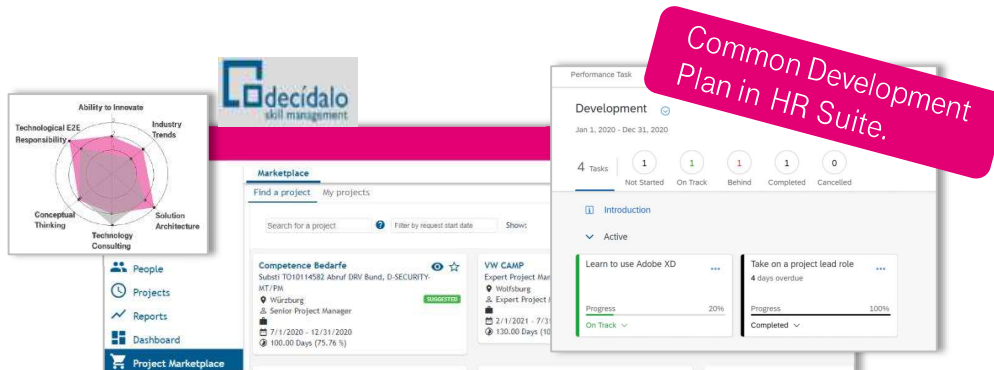 Common Development
Plan in HR Suite.
decídalo
skill management
Ability to Innovate
Technological E2E
Responsibility
Industry
Trends
Conceptual
Thinking
Solution
Architecture
Technology
Consulting
People
Projects
Reports
Dashboard
Project Marketplace
Marketplace
Find a project My projects
Search for a project
Filter by request start date
Show:
Competence Bedarfe
Substi TO10114582 Abruf DRV Bund, D-SECURITY-
MT/PM
Würzburg
SUGGESTED
Senior Project Manager
7/1/2020 - 12/31/2020
100.00 Days (75.76 %)
VW CAMP
Expert Project Mar
Wolfsburg
Expert Project
2/1/2021 - 7/3
130.00 Days (10
Performance Task
Development
Jan 1, 2020 - Dec 31, 2020
4 Tasks
1 Not Started
1 On Track
1 Behind
1 Completed
0 Cancelled
Introduction
Active
Learn to use Adobe XD
Progress 20%
On Track
Take on a project lead role
4 days overdue
Progress 100%
Completed